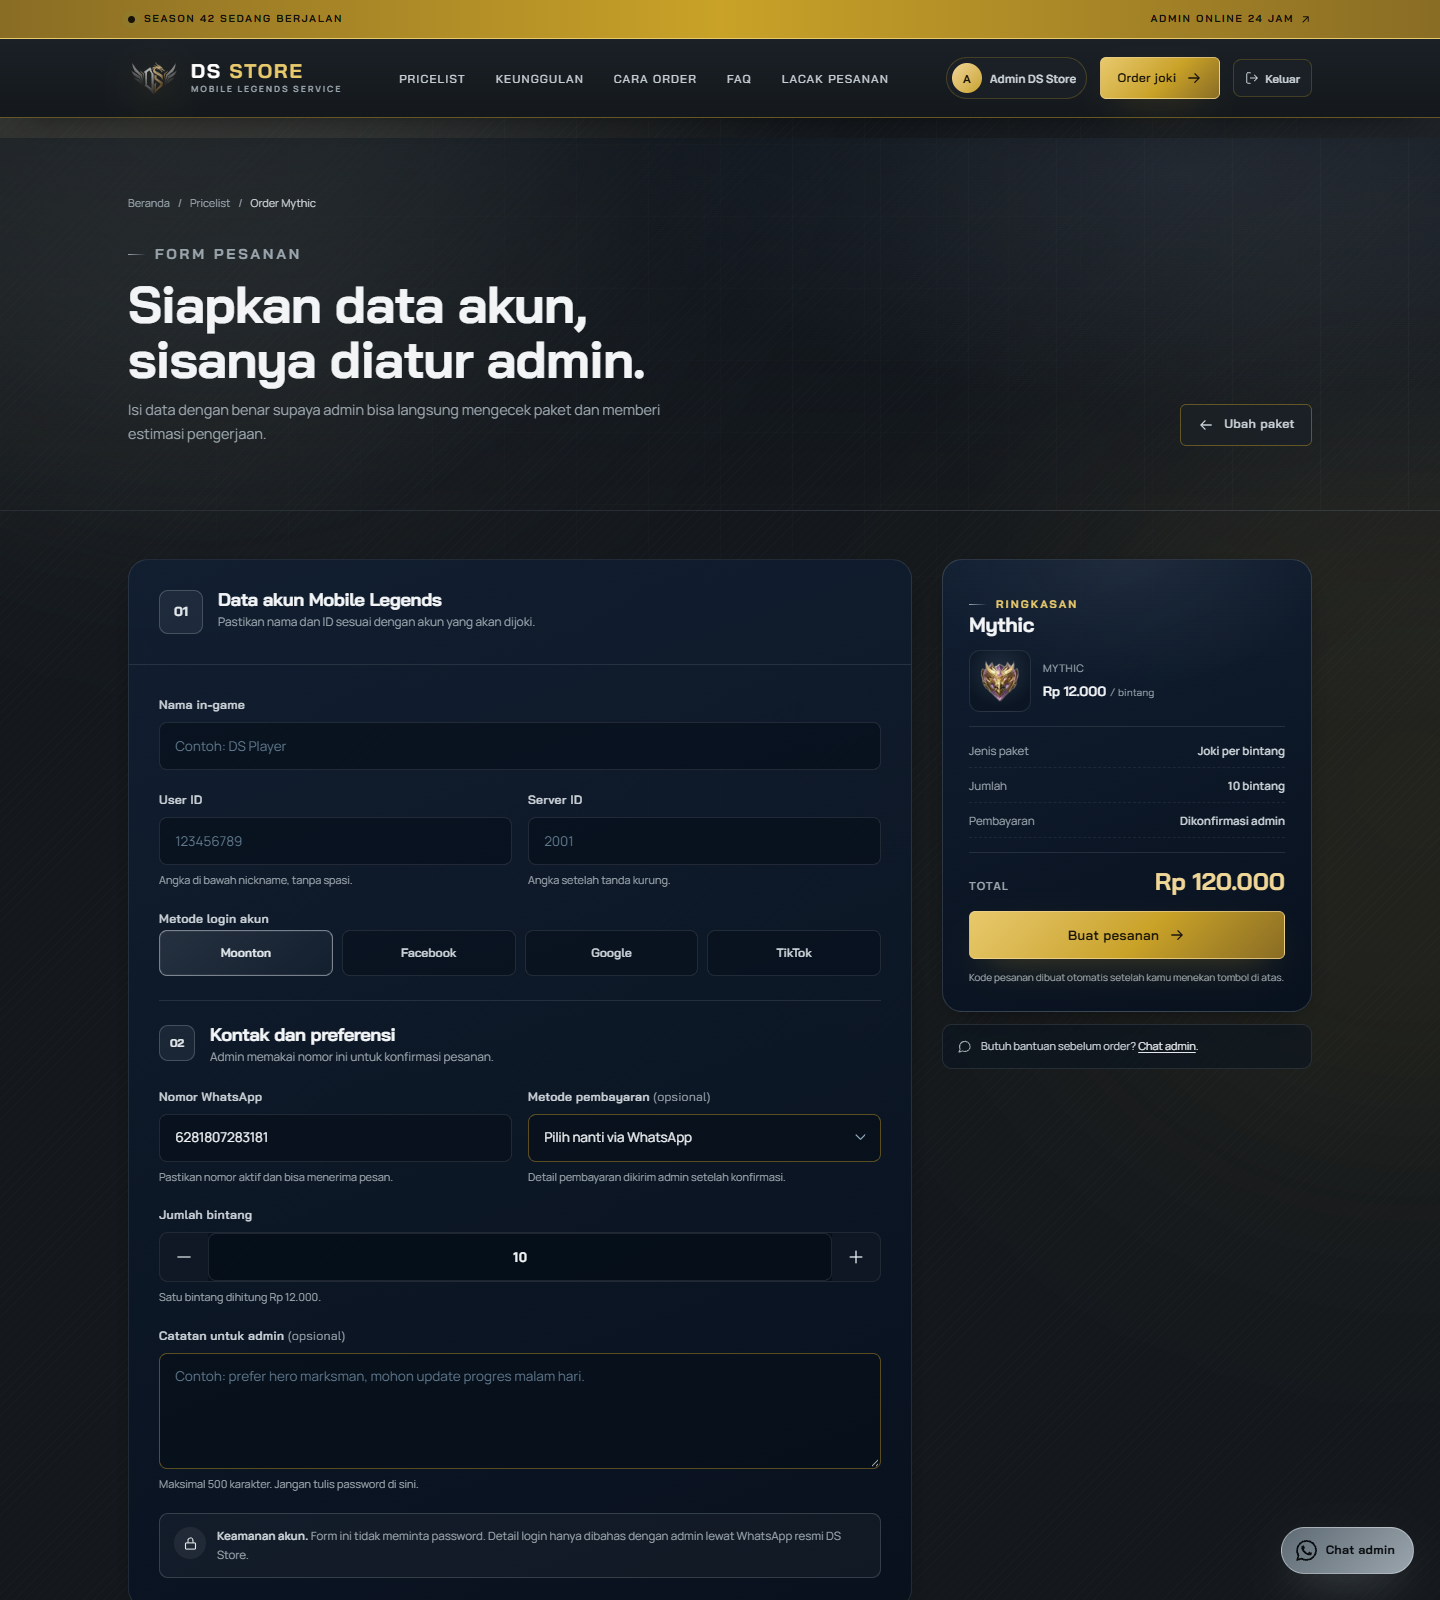 SEASON 42 SEDANG BERJALAN
ADMIN ONLINE 24 JAM
DS STORE
MOBILE LEGENDS SERVICE
PRICELIST
KEUNGGULAN
CARA ORDER
FAQ
LACAK PESANAN
A
Admin DS Store
Order joki
Keluar
Beranda / Pricelist / Order Mythic
FORM PESANAN
Siapkan data akun,
sisanya diatur admin.
Isi data dengan benar supaya admin bisa langsung mengecek paket dan memberi
estimasi pengerjaan.
Ubah paket
01
Data akun Mobile Legends
Pastikan nama dan ID sesuai dengan akun yang akan dijoki.
Nama in-game
Contoh: DS Player
User ID
Server ID
123456789
2001
Angka di bawah nickname, tanpa spasi.
Angka setelah tanda kurung.
Metode login akun
Moonton
Facebook
Google
TikTok
02
Kontak dan preferensi
Admin memakai nomor ini untuk konfirmasi pesanan.
Nomor WhatsApp
Metode pembayaran (opsional)
6281807283181
Pilih nanti via WhatsApp
Pastikan nomor aktif dan bisa menerima pesan.
Detail pembayaran dikirim admin setelah konfirmasi.
Jumlah bintang
10
Satu bintang dihitung Rp 12.000.
Catatan untuk admin (opsional)
Contoh: prefer hero marksman, mohon update progres malam hari.
Maksimal 500 karakter. Jangan tulis password di sini.
Keamanan akun. Form ini tidak meminta password. Detail login hanya dibahas dengan admin lewat WhatsApp resmi DS
Store.
RINGKASAN
Mythic
MYTHIC
Rp 12.000 / bintang
Jenis paket
Joki per bintang
Jumlah
10 bintang
Pembayaran
Dikonfirmasi admin
TOTAL
Rp 120.000
Buat pesanan
Kode pesanan dibuat otomatis setelah kamu menekan tombol di atas.
Butuh bantuan sebelum order? Chat admin.
Chat admin